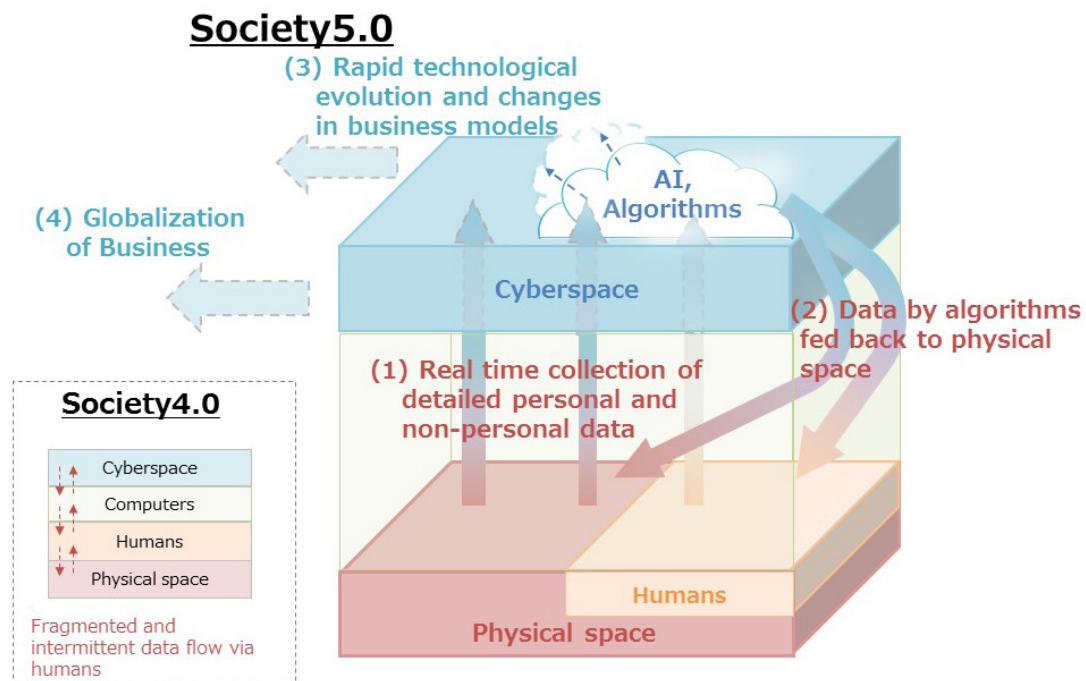 Society5.0
(3) Rapid technological
evolution and changes
in business models
AI,
Algorithms
(4) Globalization
of Business
Cyberspace
(2) Data by algorithms
fed back to physical
space
(1) Real time collection of
detailed personal and
non-personal data
Society4.0
Cyberspace
Computers
Humans
Physical space
Fragmented and
intermittent data flow via
humans
Humans
Physical space